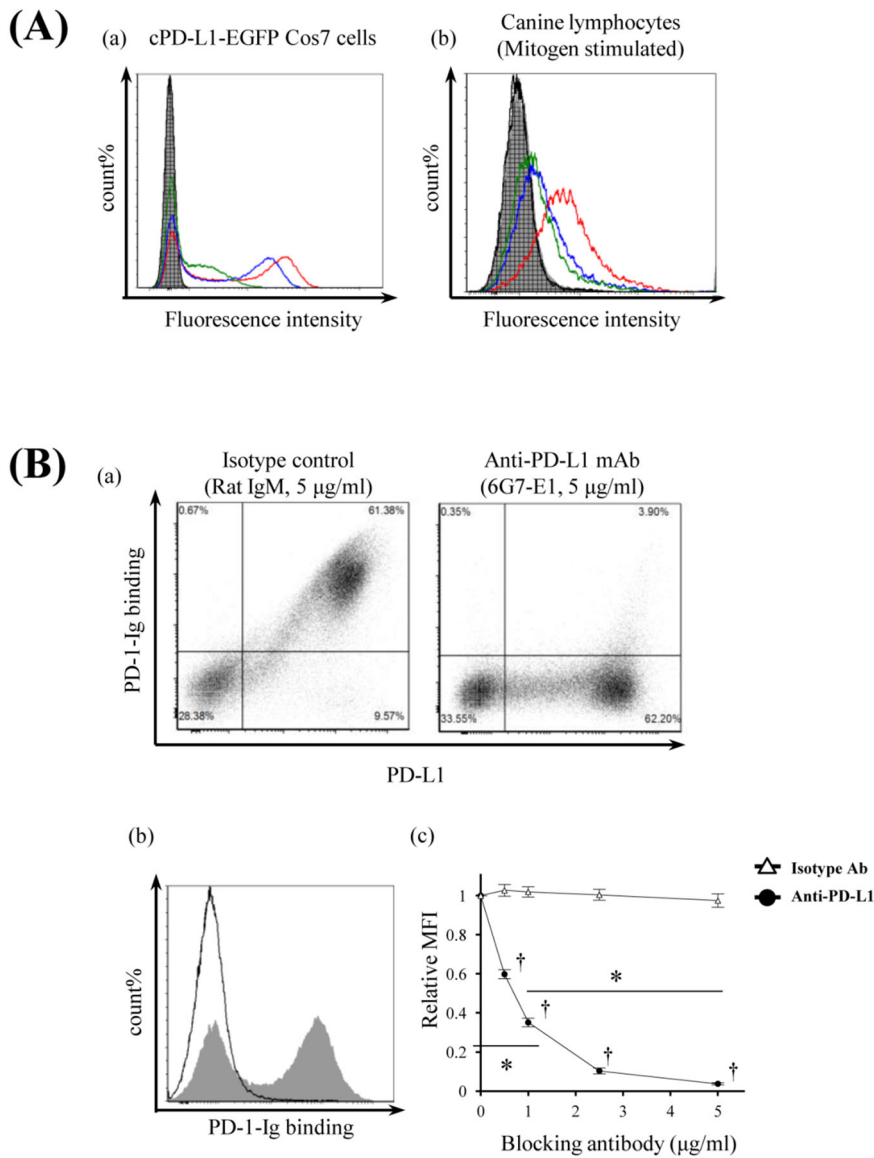 (A)
(a) cPD-L1-EGFP Cos7 cells
(b) Canine lymphocytes
(Mitogen stimulated)
count%
Fluorescence intensity
count%
Fluorescence intensity
(B)
(a)
Isotype control
(Rat IgM, 5 μg/ml)
Anti-PD-L1 mAb
(6G7-E1, 5 μg/ml)
PD-1-Ig binding
0.67%
61.38%
28.38%
9.57%
0.35%
3.90%
33.55%
62.20%
PD-L1
(b)
count%
PD-1-Ig binding
(c)
Isotype Ab
Anti-PD-L1
Relative MFI
1
0.8
0.6
0.4
0.2
0
†
*
†
*
†
†
0 1 2 3 4 5
Blocking antibody (μg/ml)